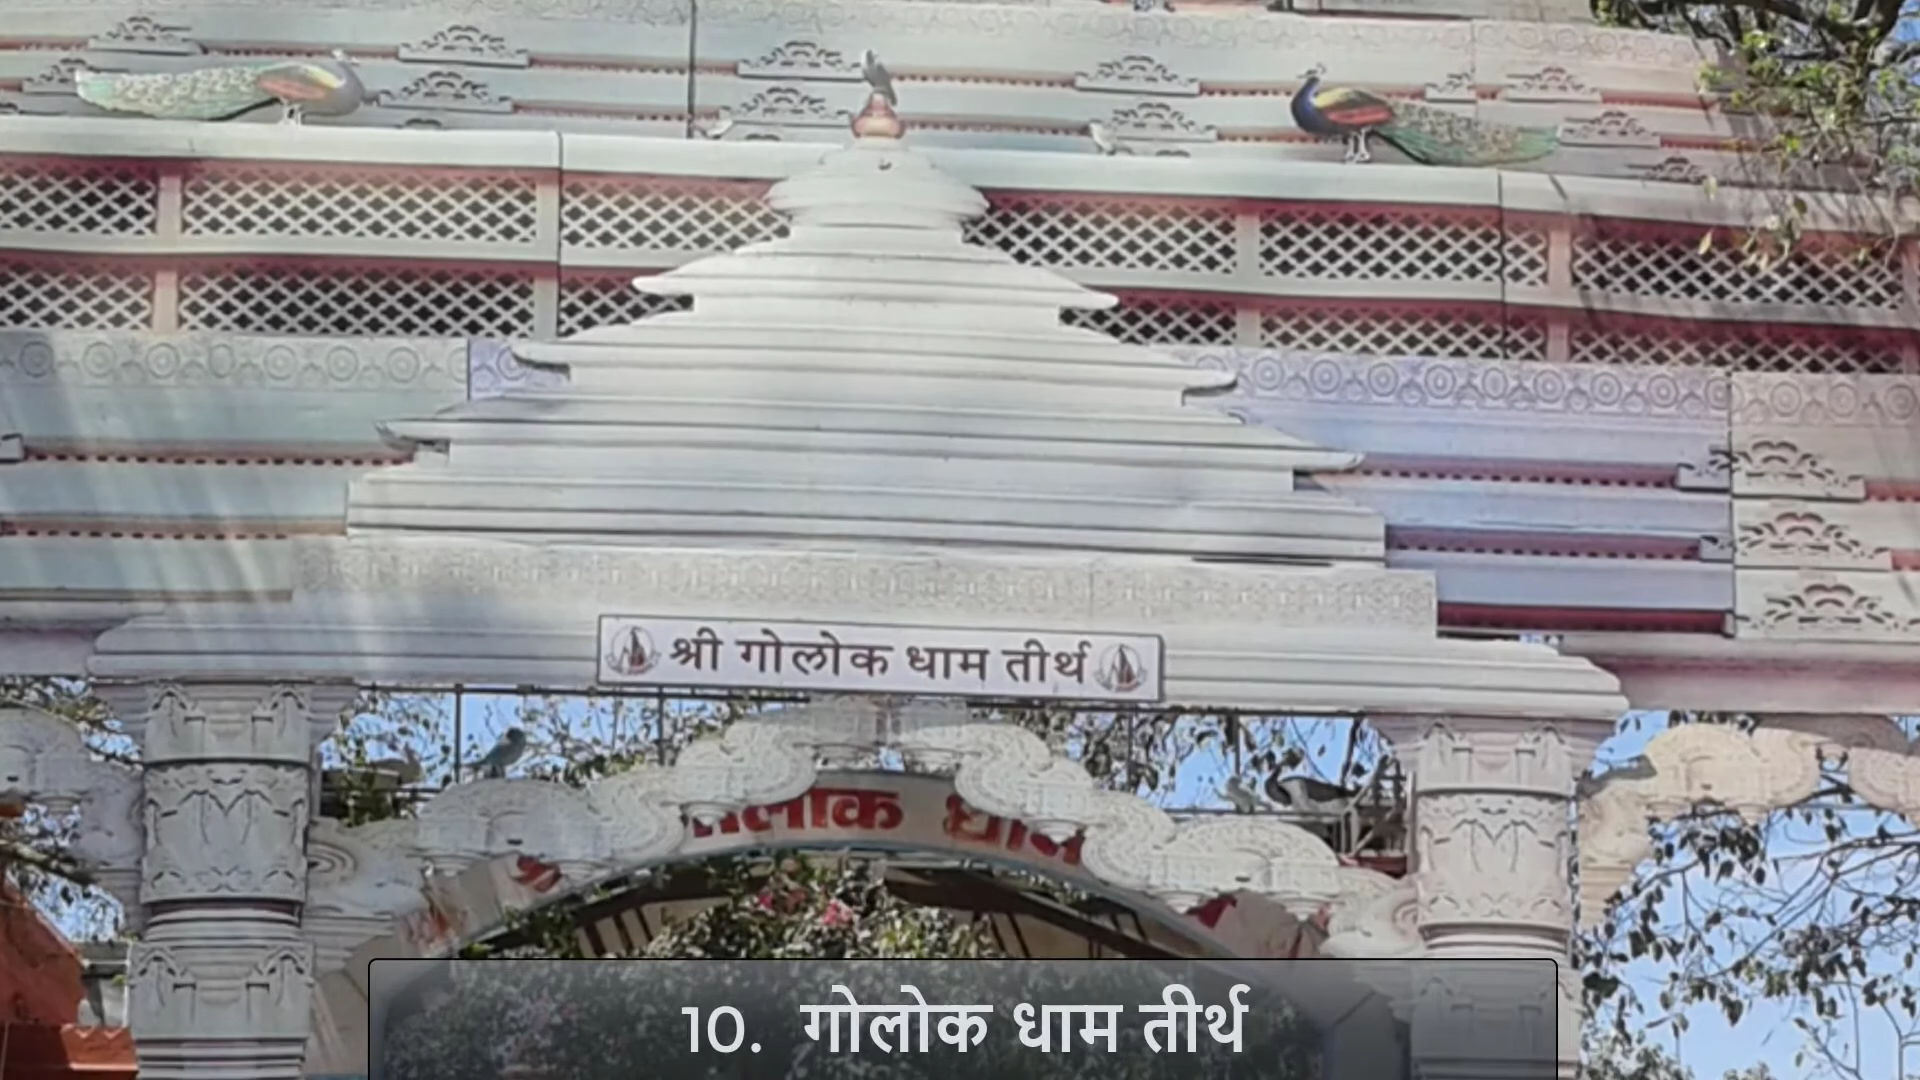 श्री गोलोक धाम तीर्थ
10. गोलोक धाम तीर्थ